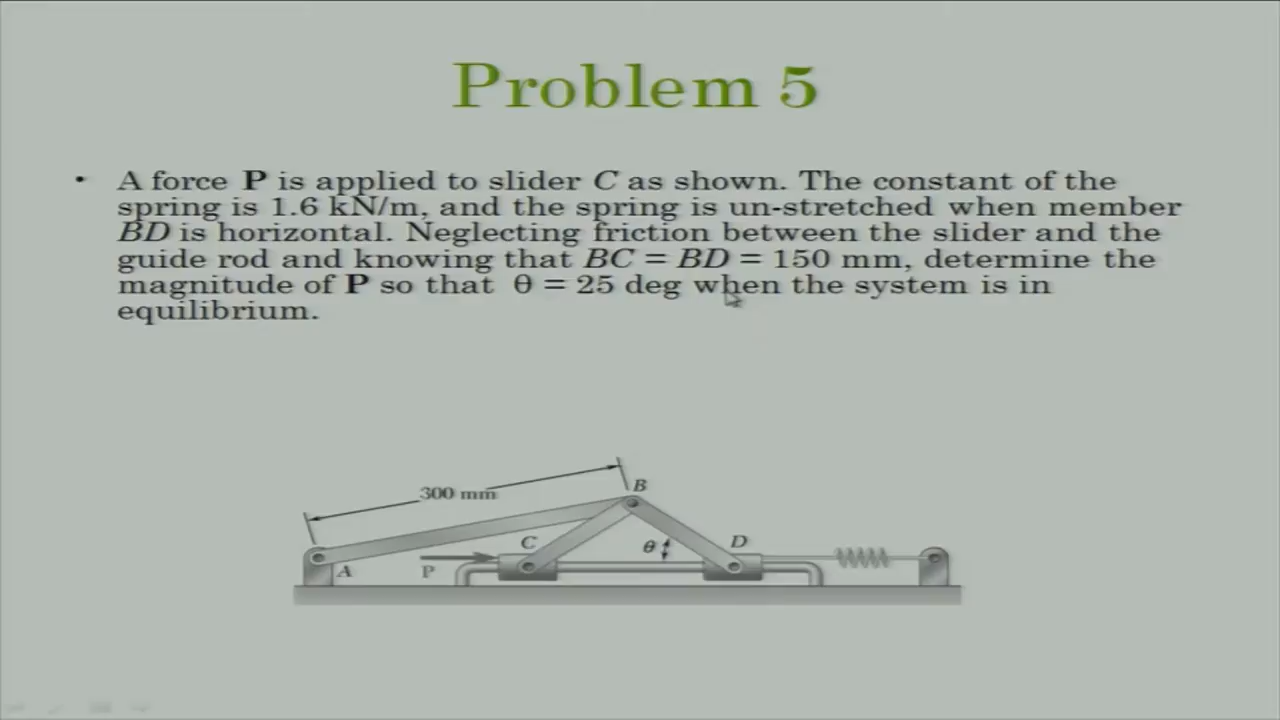 Problem 5
• A force P is applied to slider C as shown. The constant of the
spring is 1.6 kN/m, and the spring is un-stretched when member
BD is horizontal. Neglecting friction between the slider and the
guide rod and knowing that BC = BD = 150 mm, determine the
magnitude of P so that θ = 25 deg when the system is in
equilibrium.
300 mm
B
C
θ
D
A
P